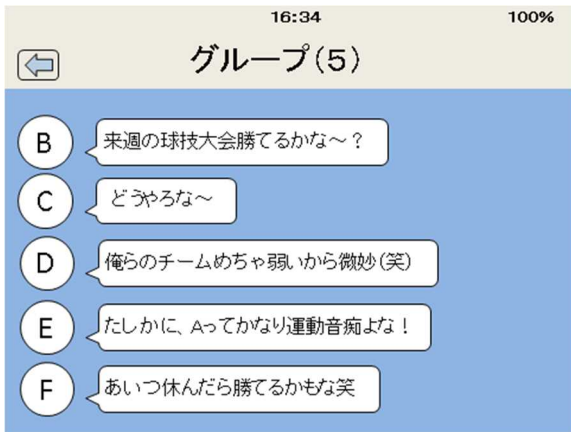 16:34 100%
グループ(5)
B
来週の球技大会勝てるかな～？
C
どうやろな～
D
俺らのチームめちゃ弱いから微妙(笑)
E
たしかに、Aってかなり運動音痴よな！
F
あいつ休んだら勝てるかもな笑